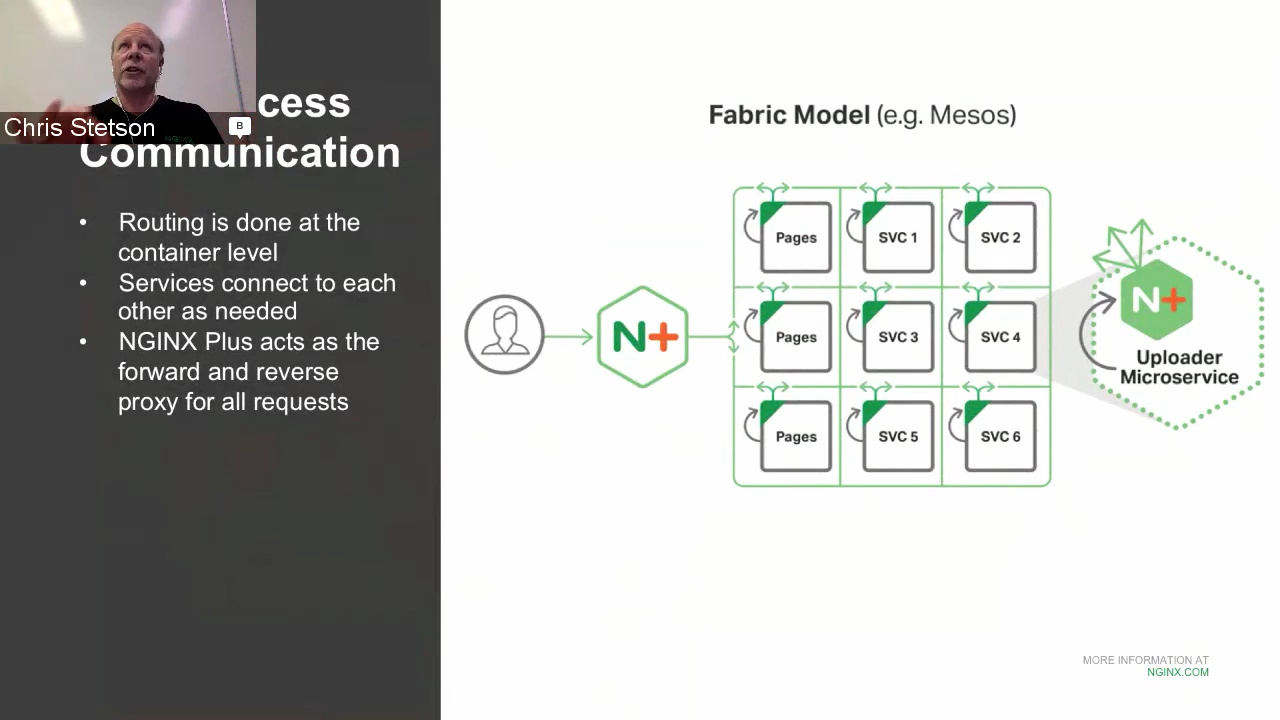 Chris Stetson
B
NGINX
cess
Communication
• Routing is done at the
container level
• Services connect to each
other as needed
• NGINX Plus acts as the
forward and reverse
proxy for all requests
Fabric Model (e.g. Mesos)
N+
Pages
SVC 1
SVC 2
Pages
SVC 3
SVC 4
Pages
SVC 5
SVC 6
N+
Uploader
Microservice
MORE INFORMATION AT
NGINX.COM